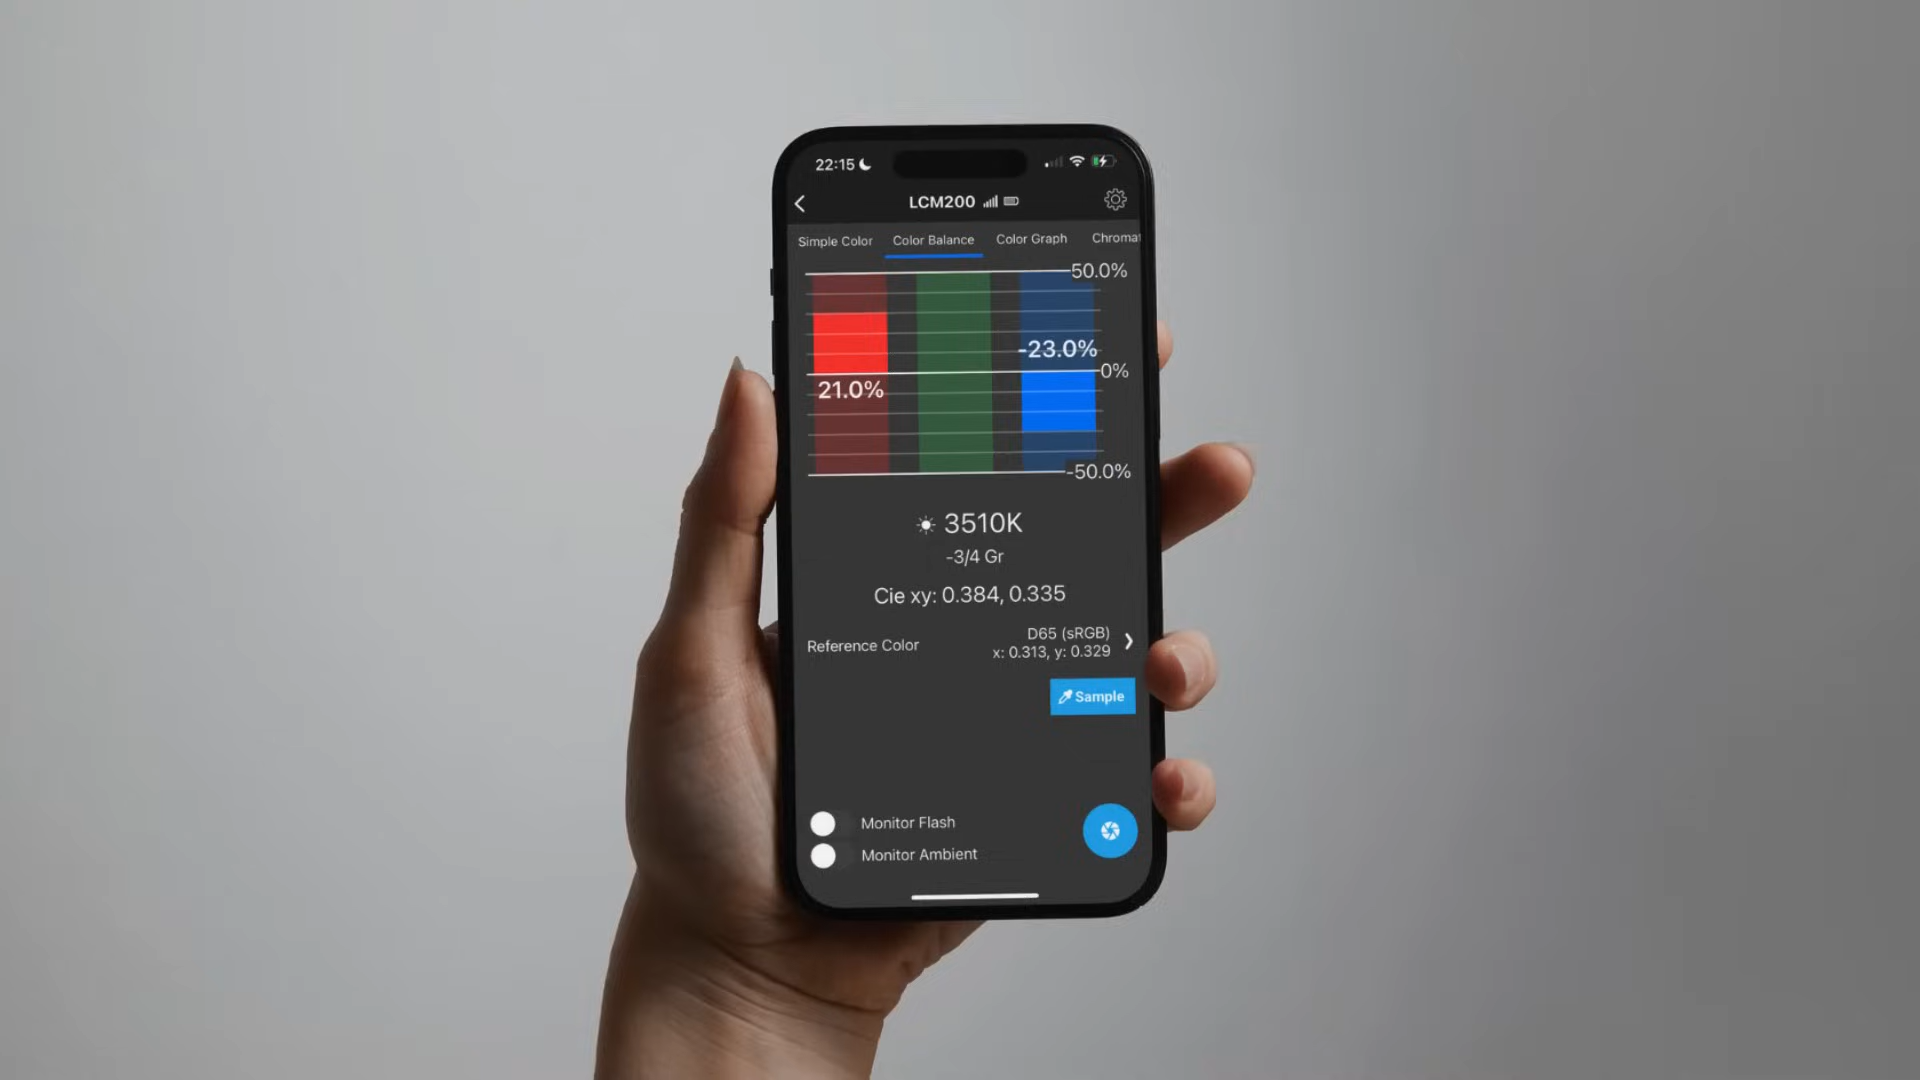 22:15
LCM200
Simple Color Color Balance Color Graph Chromat
50.0%
-23.0%
0%
21.0%
-50.0%
3510K
-3/4 Gr
Cie xy: 0.384, 0.335
Reference Color
D65 (sRGB)
x: 0.313, y: 0.329
Sample
Monitor Flash
Monitor Ambient